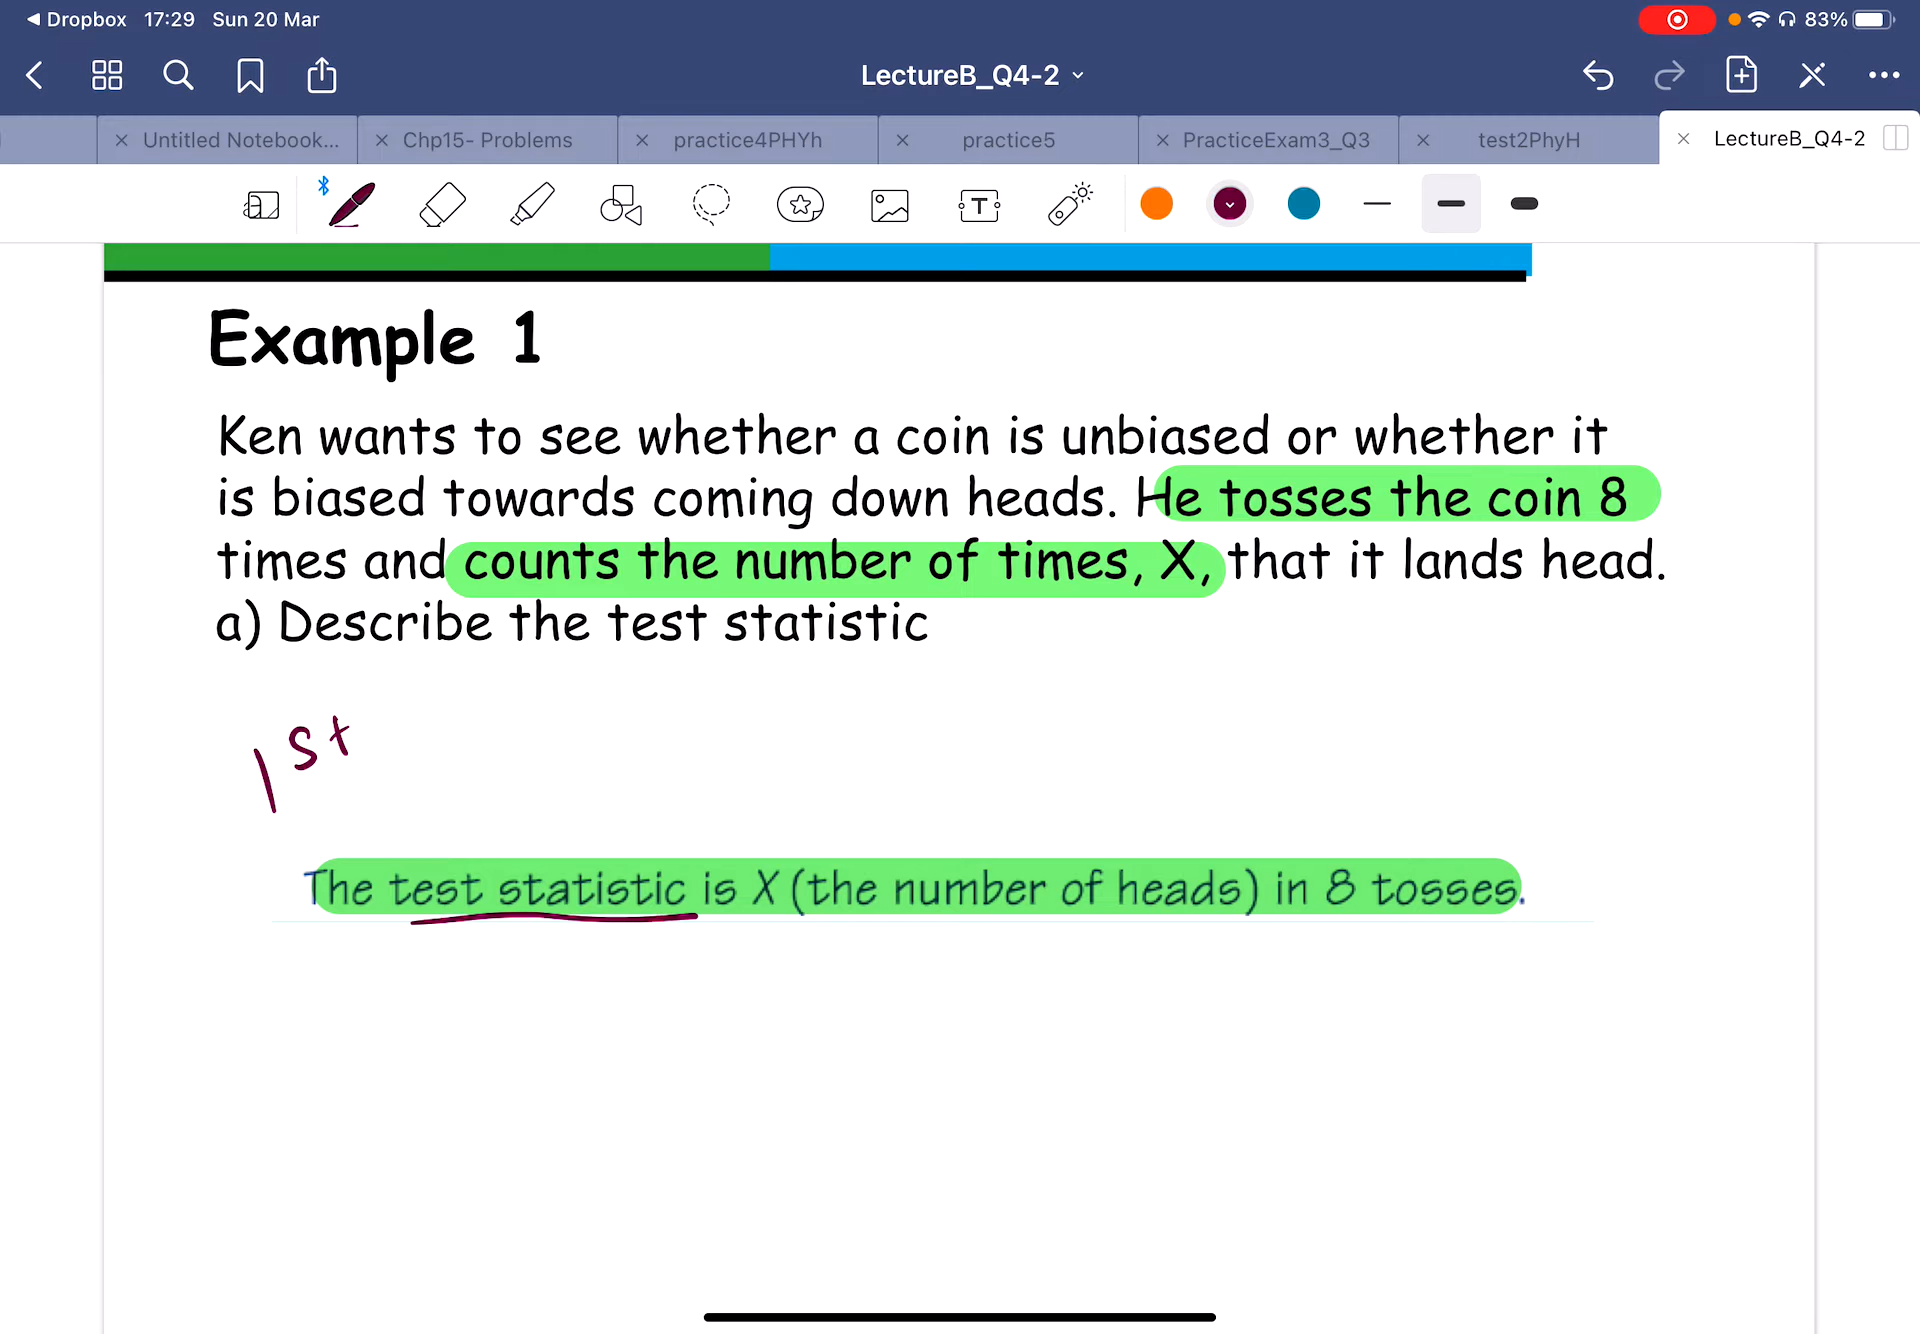 Dropbox 17:29 Sun 20 Mar 83%
LectureB_Q4-2
Untitled Notebook... Chp15- Problems practice4PHYh practice5 PracticeExam3_Q3 test2PhyH LectureB_Q4-2
Example 1
Ken wants to see whether a coin is unbiased or whether it
is biased towards coming down heads. He tosses the coin 8
times and counts the number of times, X, that it lands head.
a) Describe the test statistic
1st
The test statistic is X (the number of heads) in 8 tosses.